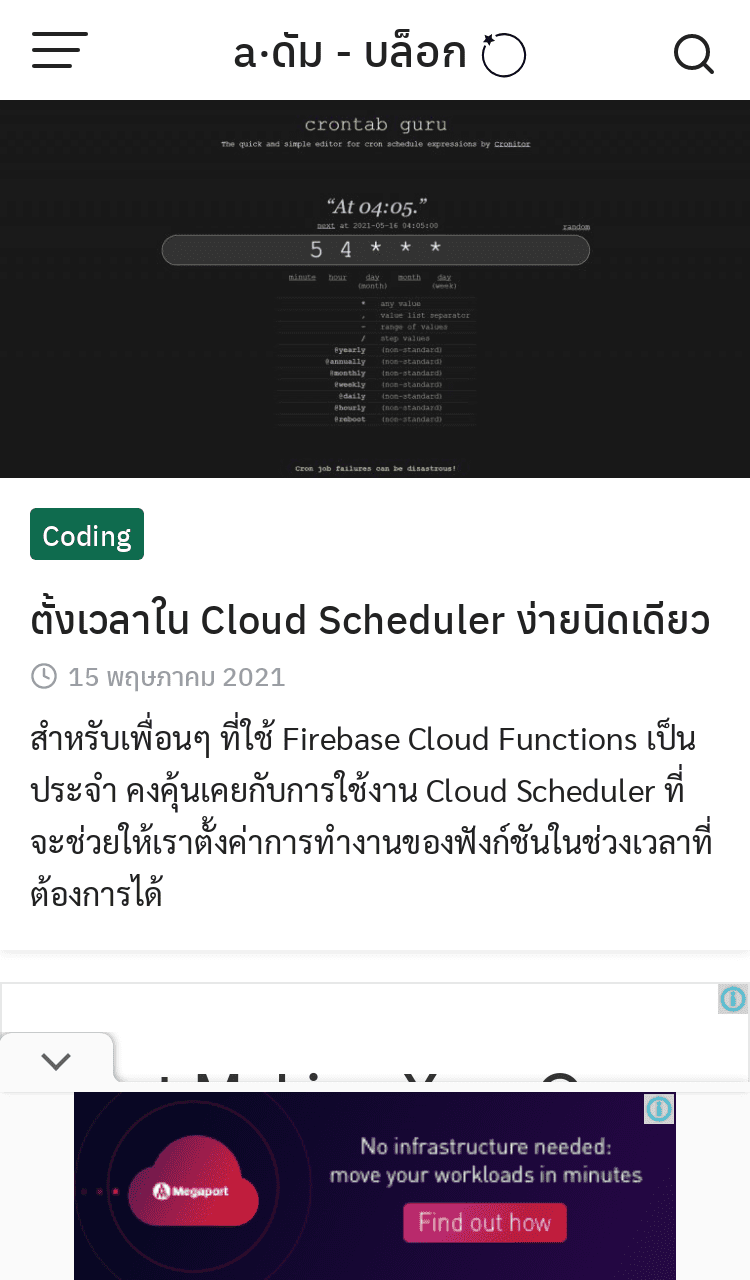 a·ดัม - บล็อก
crontab guru
The quick and simple editor for cron schedule expressions by Cronitor
“At 04:05.”
next at 2021-05-16 04:05:00
random
5 4 * * *
minute hour day (month) month day (week)
* any value
, value list separator
- range of values
/ step values
@yearly (non-standard)
@annually (non-standard)
@monthly (non-standard)
@weekly (non-standard)
@daily (non-standard)
@hourly (non-standard)
@reboot (non-standard)
Cron job failures can be disastrous!
Coding
ตั้งเวลาใน Cloud Scheduler ง่ายนิดเดียว
15 พฤษภาคม 2021
สำหรับเพื่อนๆ ที่ใช้ Firebase Cloud Functions เป็น
ประจำ คงคุ้นเคยกับการใช้งาน Cloud Scheduler ที่
จะช่วยให้เราตั้งค่าการทำงานของฟังก์ชันในช่วงเวลาที่
ต้องการได้
No infrastructure needed:
move your workloads in minutes
Megaport
Find out how